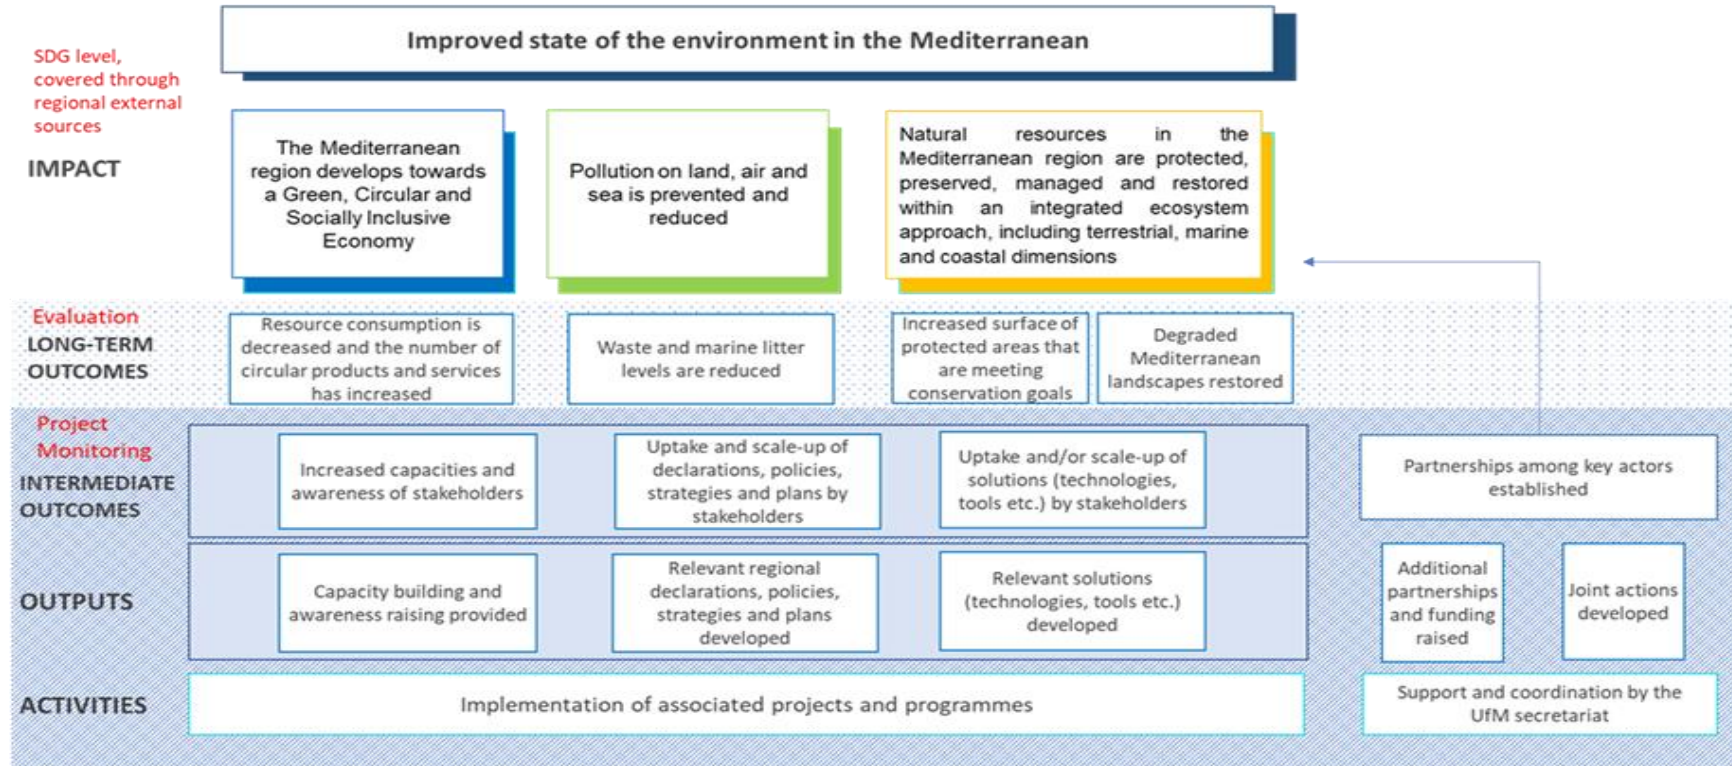 Improved state of the environment in the Mediterranean
SDG level,
covered through
regional external
sources
IMPACT
The Mediterranean
region develops towards
a Green, Circular and
Socially Inclusive
Economy
Pollution on land, air and
sea is prevented and
reduced
Natural resources in the
Mediterranean region are protected,
preserved, managed and restored
within an integrated ecosystem
approach, including terrestrial, marine
and coastal dimensions
Evaluation
LONG-TERM
OUTCOMES
Resource consumption is
decreased and the number of
circular products and services
has increased
Waste and marine litter
levels are reduced
Increased surface of
protected areas that
are meeting
conservation goals
Degraded
Mediterranean
landscapes restored
Project
Monitoring
INTERMEDIATE
OUTCOMES
Increased capacities and
awareness of stakeholders
Uptake and scale-up of
declarations, policies,
strategies and plans by
stakeholders
Uptake and/or scale-up of
solutions (technologies,
tools etc.) by stakeholders
Partnerships among key actors
established
OUTPUTS
Capacity building and
awareness raising provided
Relevant regional
declarations, policies,
strategies and plans
developed
Relevant solutions
(technologies, tools etc.)
developed
Additional
partnerships
and funding
raised
Joint actions
developed
ACTIVITIES
Implementation of associated projects and programmes
Support and coordination by the
UfM secretariat